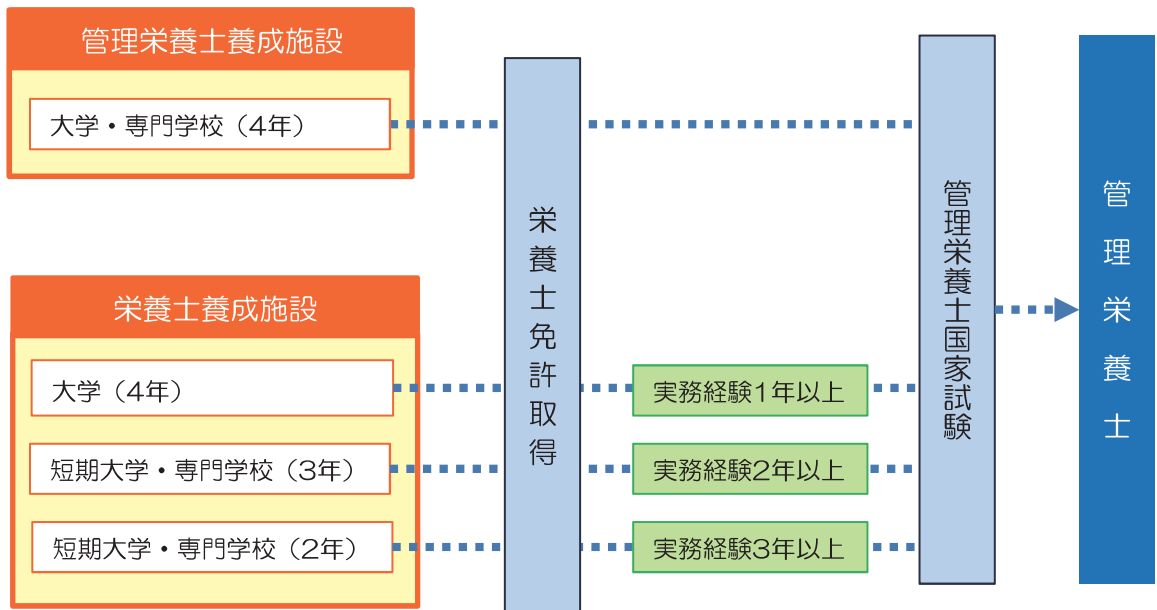 管理栄養士養成施設
大学・専門学校（4年）
栄養士養成施設
大学（4年）
短期大学・専門学校（3年）
短期大学・専門学校（2年）
栄養士免許取得
実務経験1年以上
実務経験2年以上
実務経験3年以上
管理栄養士国家試験
管理栄養士